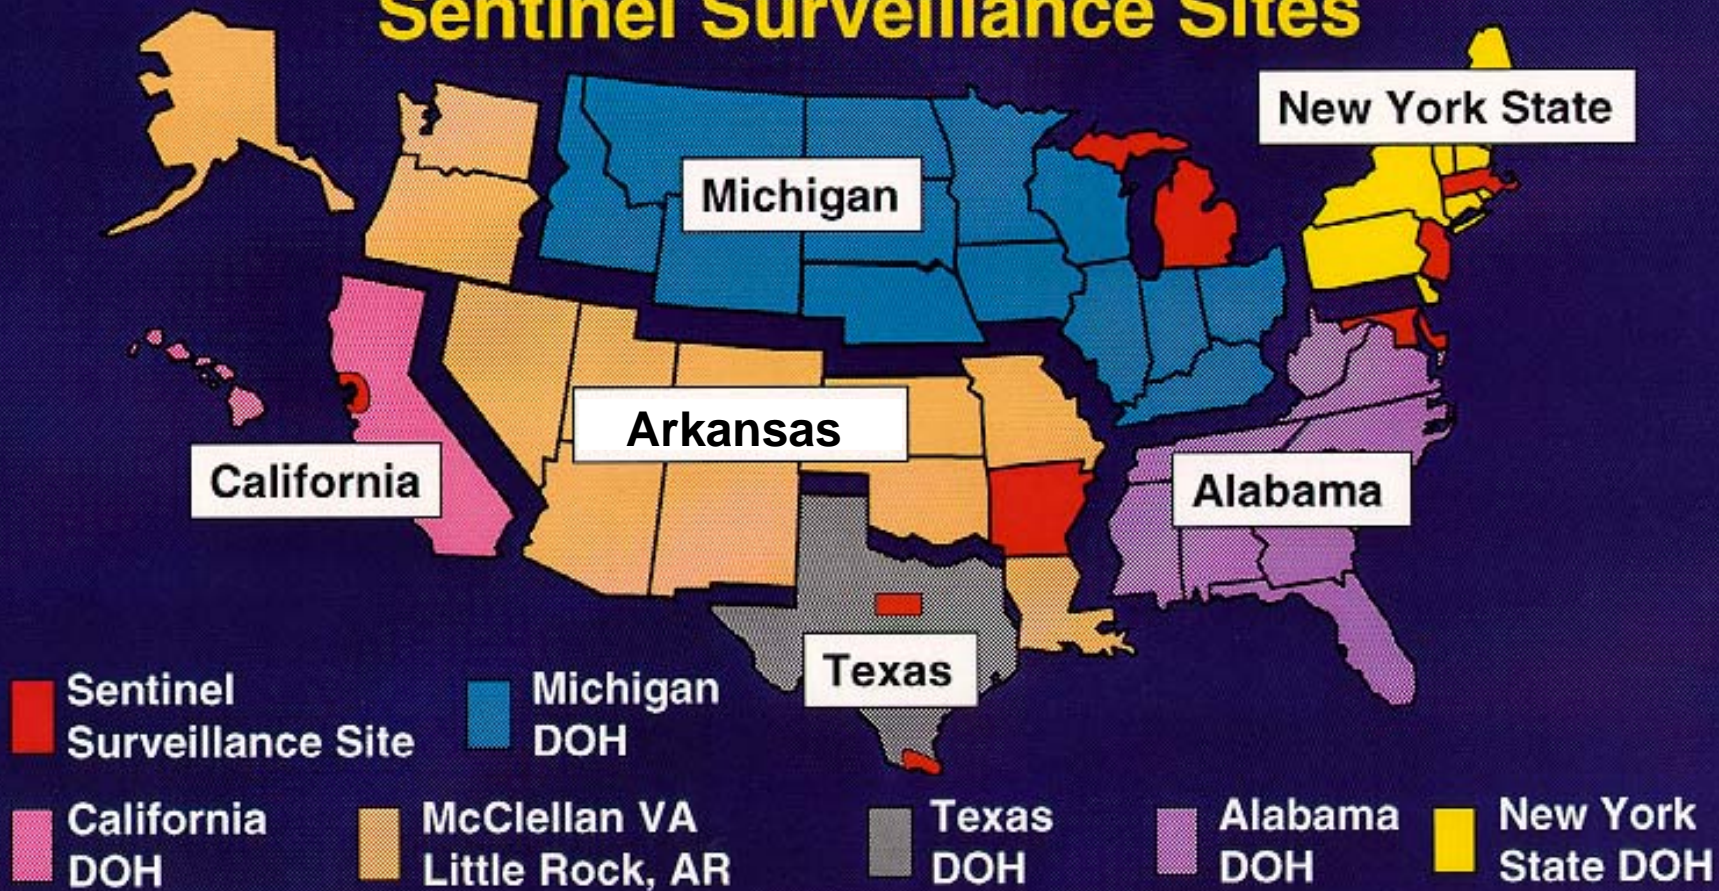 Sentinel Surveillance Sites
New York State
Michigan
Arkansas
California
Alabama
Texas
Sentinel
Surveillance Site
Michigan
DOH
California
DOH
McClellan VA
Little Rock, AR
Texas
DOH
Alabama
DOH
New York
State DOH